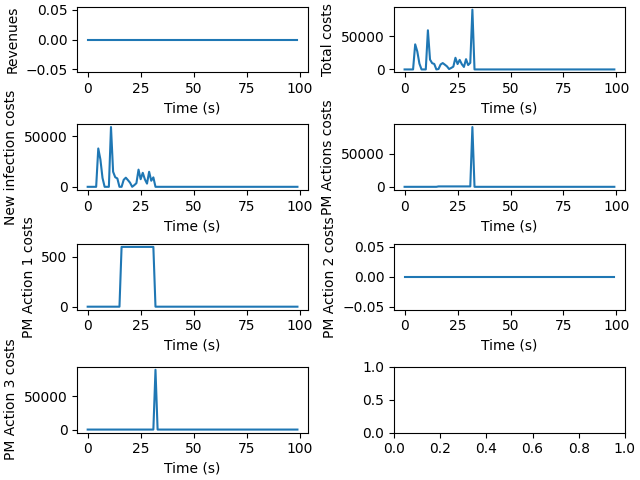 Revenues
0.05
0.00
−0.05
0 25 50 75 100
Time (s)
Total costs
50000
0
0 25 50 75 100
Time (s)
New infection costs
50000
0
0 25 50 75 100
Time (s)
PM Actions costs
50000
0
0 25 50 75 100
Time (s)
PM Action 1 costs
500
0
0 25 50 75 100
Time (s)
PM Action 2 costs
0.05
0.00
−0.05
0 25 50 75 100
Time (s)
PM Action 3 costs
50000
0
0 25 50 75 100
Time (s)
1.0
0.5
0.0
0.0 0.2 0.4 0.6 0.8 1.0